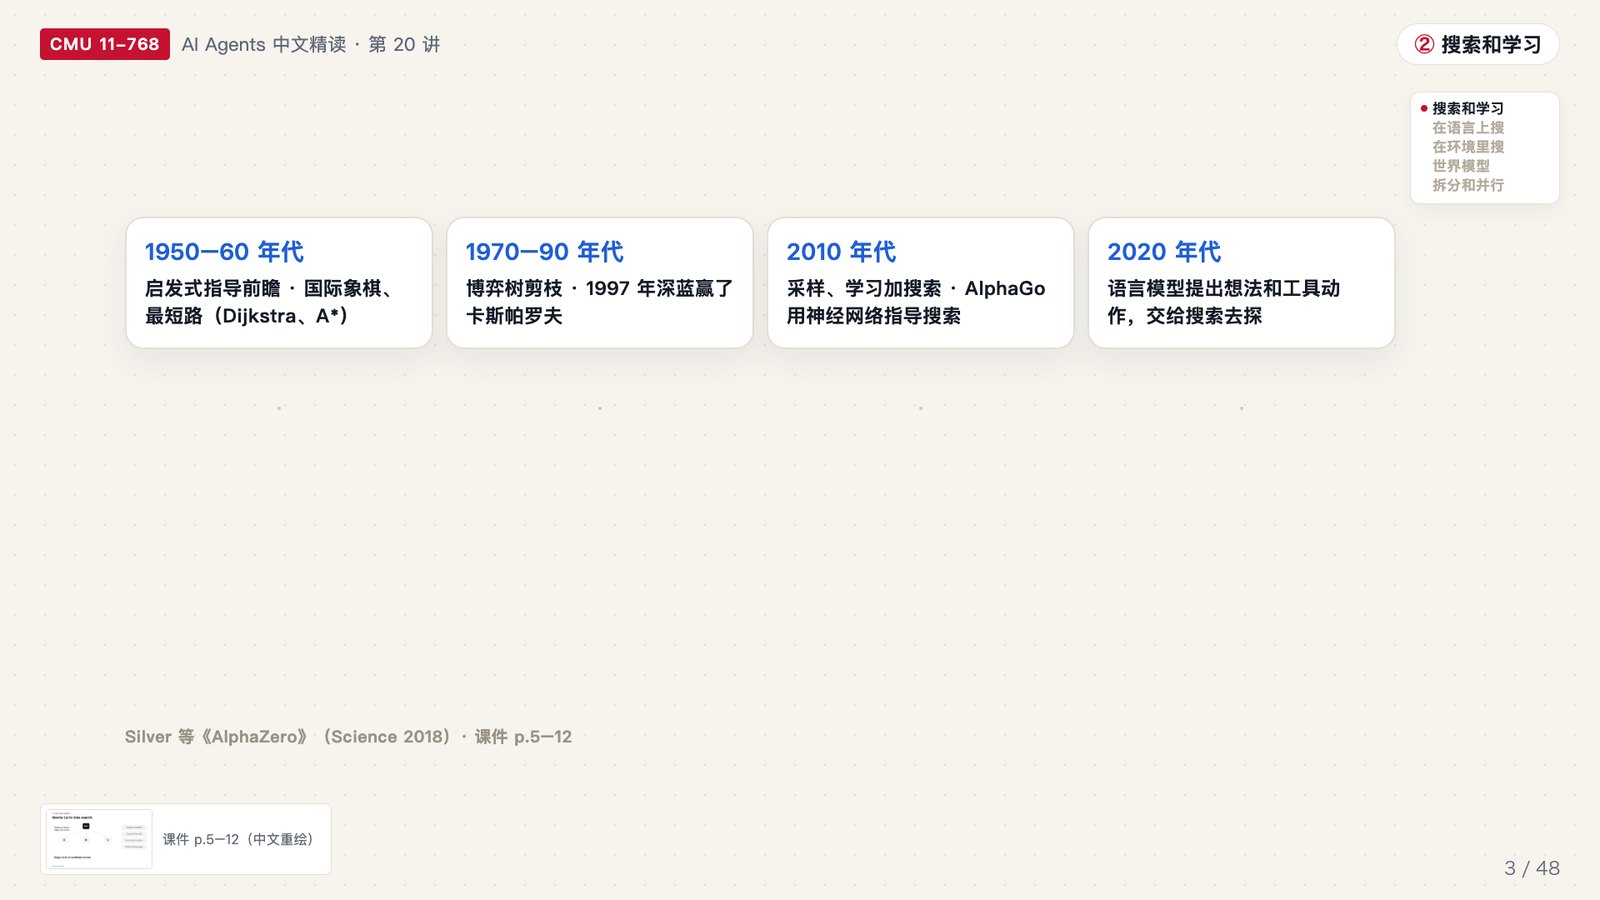 CMU 11-768 AI Agents 中文精读 · 第 20 讲
② 搜索和学习
搜索和学习
在语言上搜
在环境里搜
世界模型
拆分和并行
1950—60 年代
启发式指导前瞻 · 国际象棋、
最短路（Dijkstra、A*）
1970—90 年代
博弈树剪枝 · 1997 年深蓝赢了
卡斯帕罗夫
2010 年代
采样、学习加搜索 · AlphaGo
用神经网络指导搜索
2020 年代
语言模型提出想法和工具动
作，交给搜索去探
Silver 等《AlphaZero》（Science 2018）· 课件 p.5—12
课件 p.5—12（中文重绘）
3 / 48